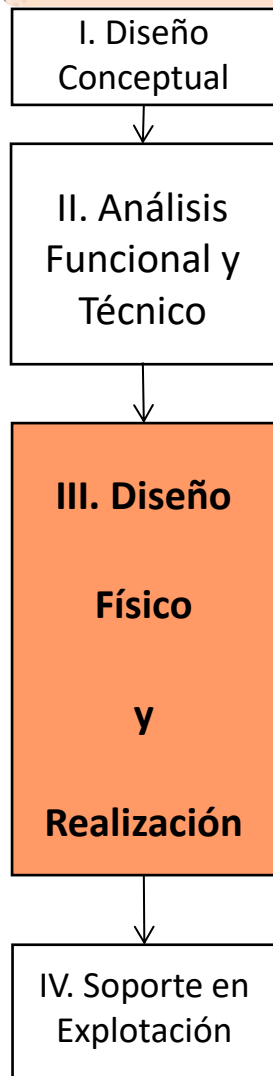 I. Diseño
Conceptual
II. Análisis
Funcional y
Técnico
III. Diseño
Físico
y
Realización
IV. Soporte en
Explotación